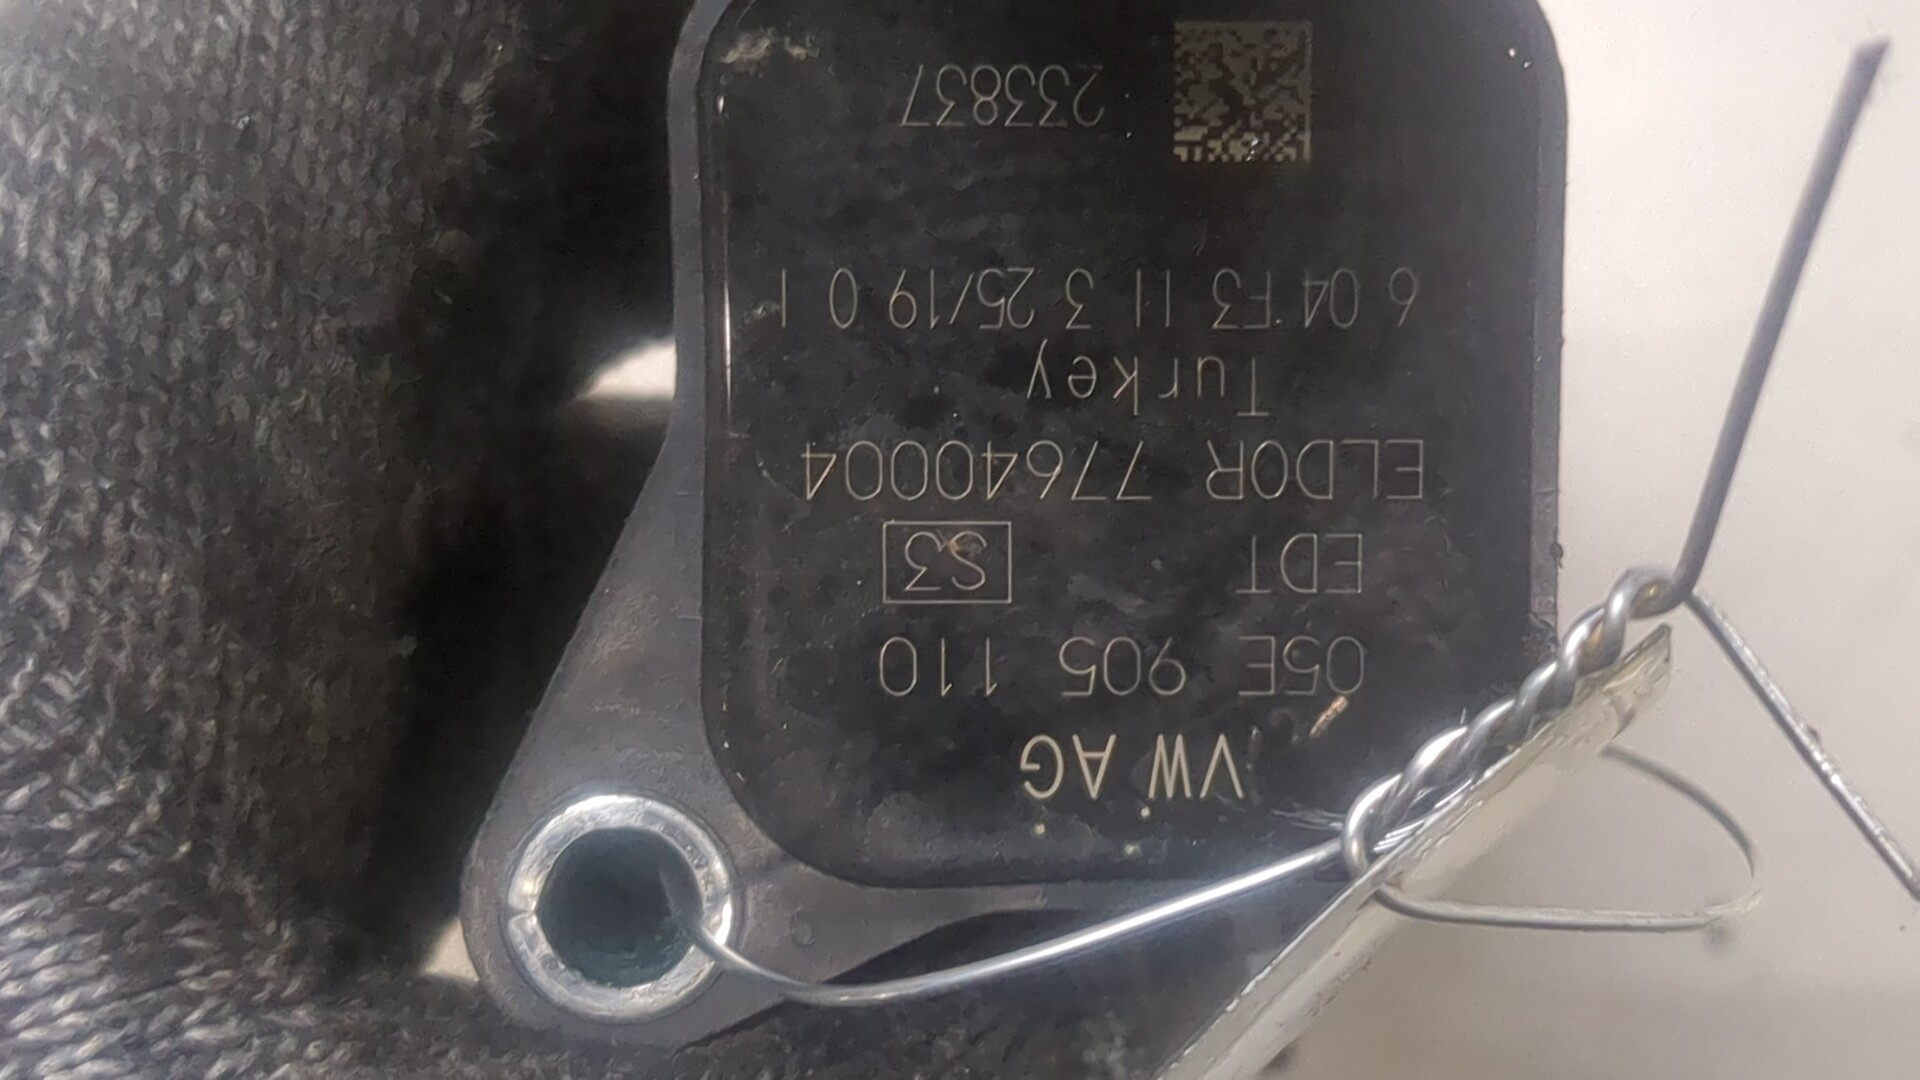 VW AG
05E 905 110
EDT S3
ELDOR 77640004
Turkey
6 04 F3 11 3 25/19 0 1
233837